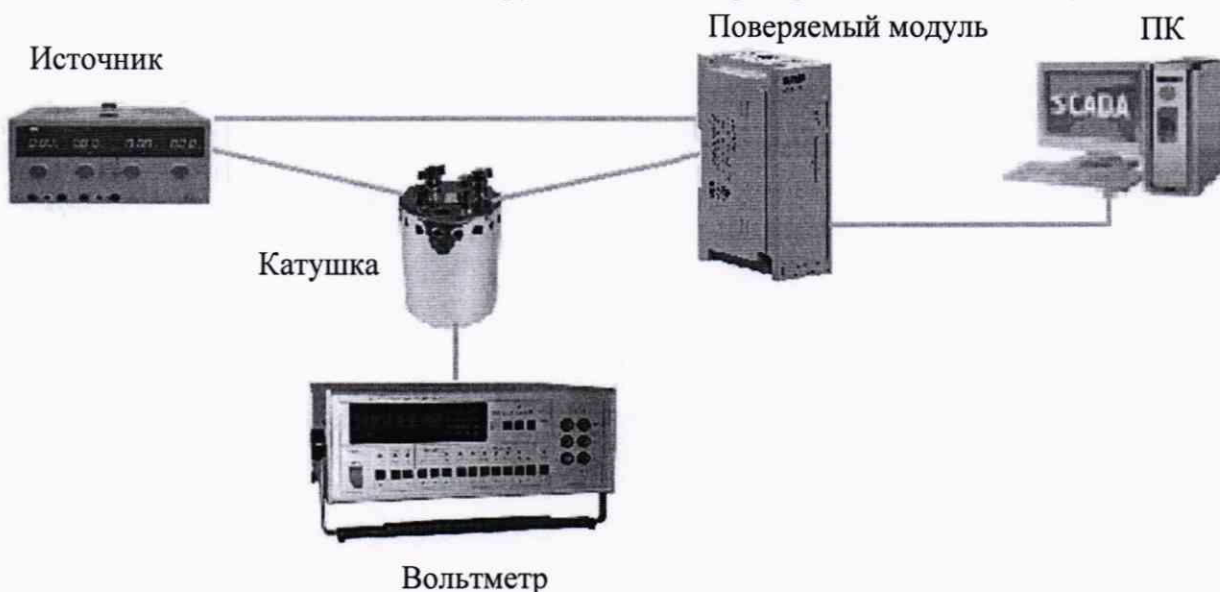 Поверяемый модуль
ПК
Источник
SCADA
Катушка
Вольтметр